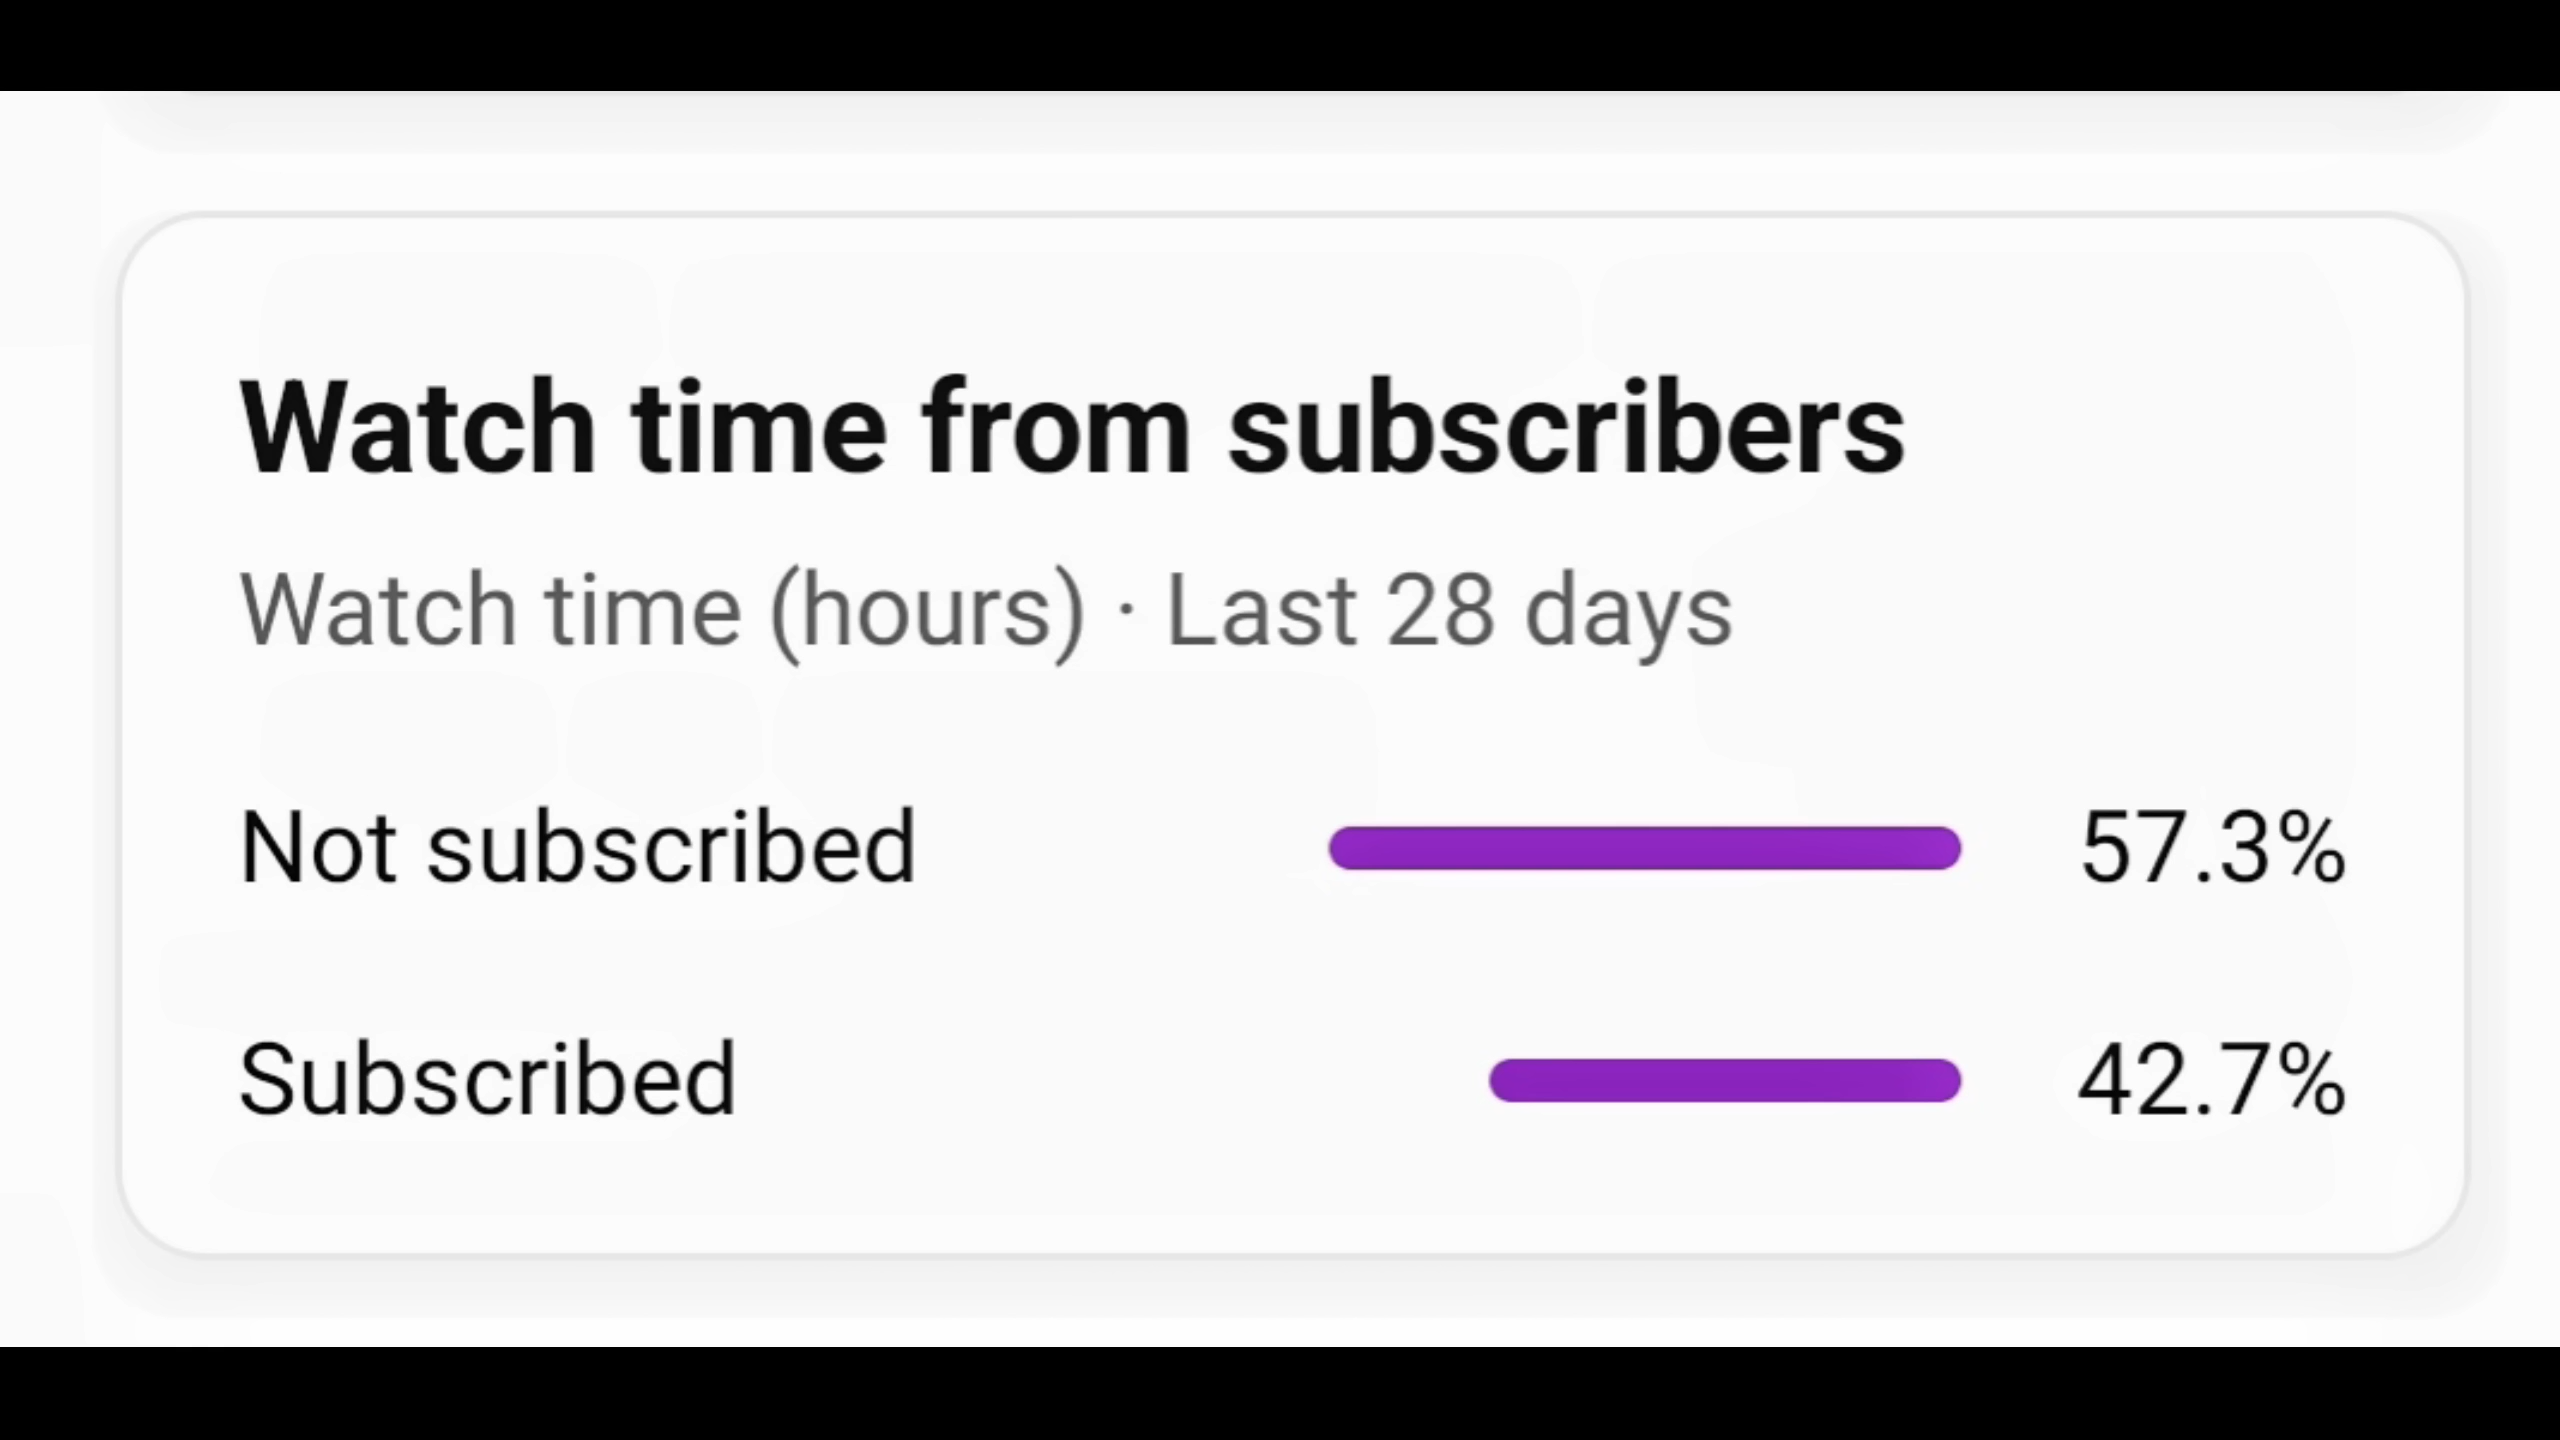 Watch time from subscribers
Watch time (hours) · Last 28 days
Not subscribed 57.3%
Subscribed 42.7%